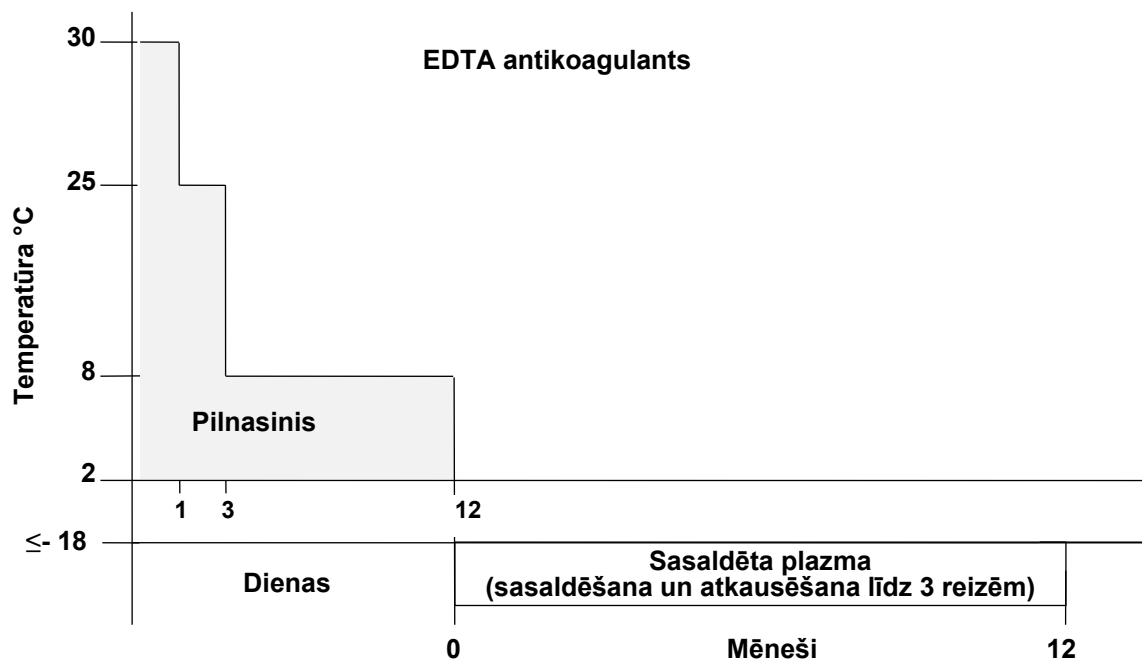 EDTA antikoagulants
Temperatūra °C
30
25
8
2
Pilnasinis
1 3 12
≤- 18
Dienas
Sasaldēta plazma
(sasaldēšana un atkausēšana līdz 3 reizēm)
0 Mēneši 12